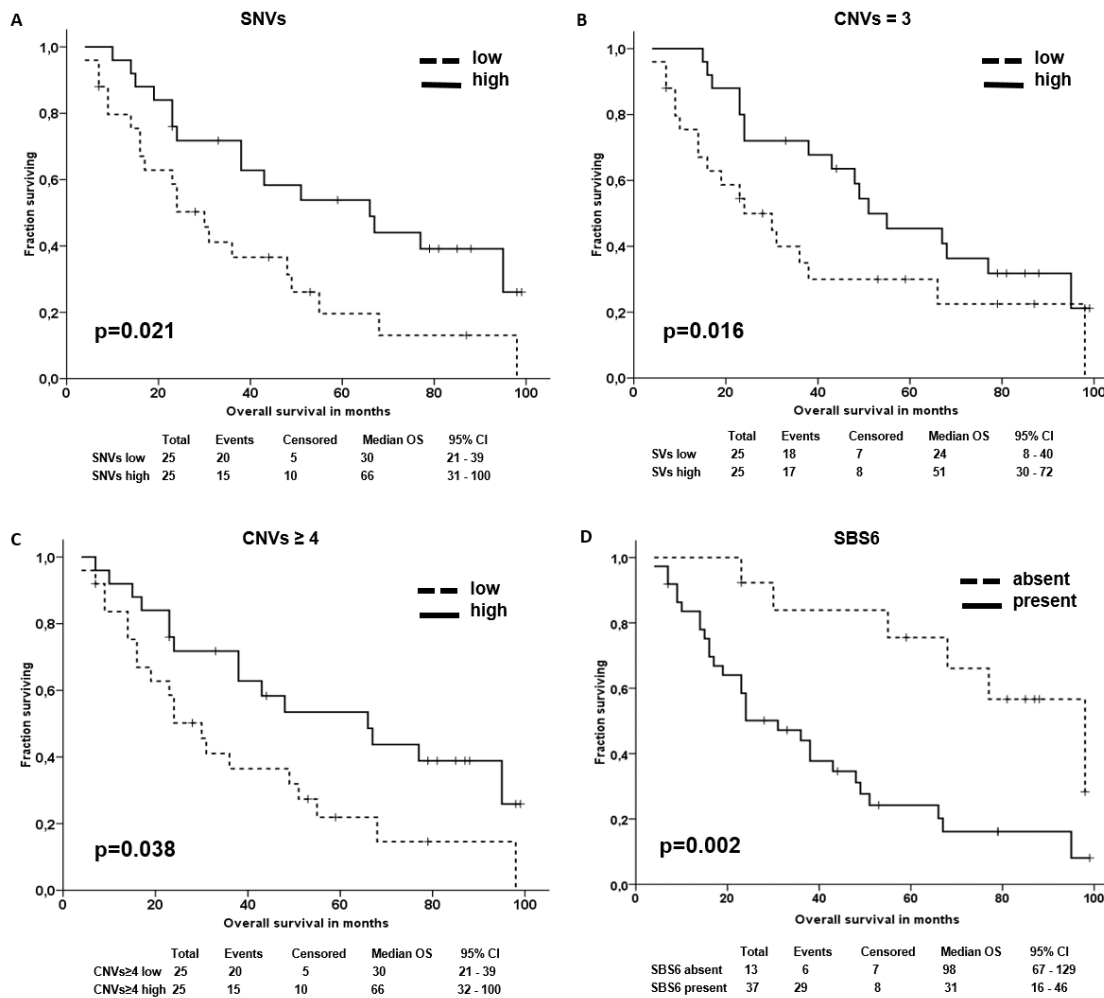 A
SNVs
low
high
1,0
0,8
0,6
0,4
0,2
0,0
Fraction surviving
p=0.021
0 20 40 60 80 100
Overall survival in months
Total Events Censored Median OS 95% CI
SNVs low 25 20 5 30 21 - 39
SNVs high 25 15 10 66 31 - 100
B
CNVs = 3
low
high
1,0
0,8
0,6
0,4
0,2
0,0
Fraction surviving
p=0.016
0 20 40 60 80 100
Overall survival in months
Total Events Censored Median OS 95% CI
SVs low 25 18 7 24 8 - 40
SVs high 25 17 8 51 30 - 72
C
CNVs ≥ 4
low
high
1,0
0,8
0,6
0,4
0,2
0,0
Fraction surviving
p=0.038
0 20 40 60 80 100
Overall survival in months
Total Events Censored Median OS 95% CI
CNVs≥4 low 25 20 5 30 21 - 39
CNVs≥4 high 25 15 10 66 32 - 100
D
SBS6
absent
present
1,0
0,8
0,6
0,4
0,2
0,0
Fraction surviving
p=0.002
0 20 40 60 80 100
Overall survival in months
Total Events Censored Median OS 95% CI
SBS6 absent 13 6 7 98 67 - 129
SBS6 present 37 29 8 31 16 - 46